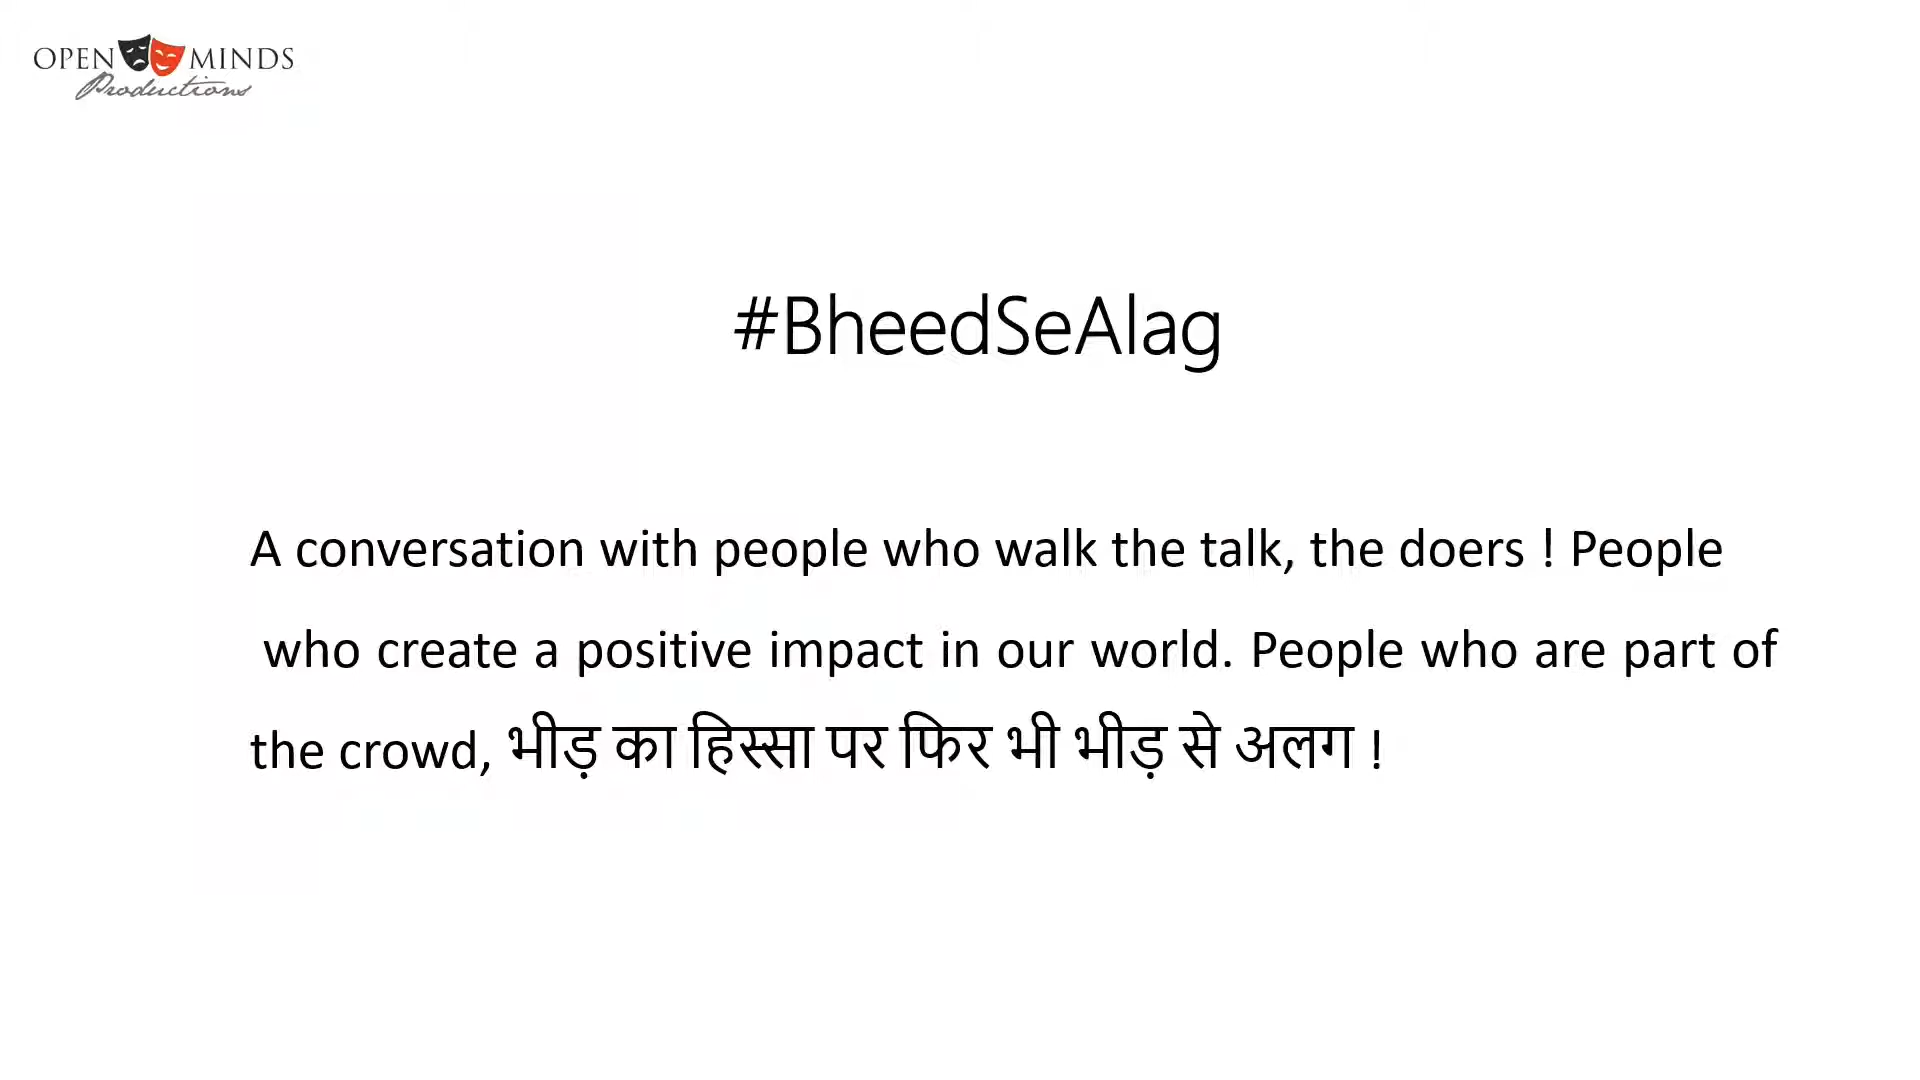 OPEN MINDS
Productions
#BheedSeAlag
A conversation with people who walk the talk, the doers ! People
who create a positive impact in our world. People who are part of
the crowd, भीड़ का हिस्सा पर फिर भी भीड़ से अलग !